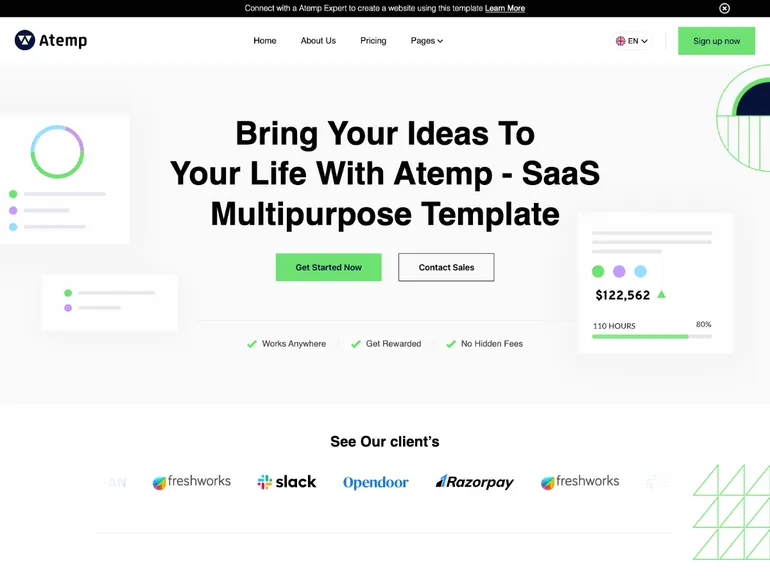 Connect with a Atemp Expert to create a website using this template Learn More
Atemp
Home
About Us
Pricing
Pages
EN
Sign up now
Bring Your Ideas To
Your Life With Atemp - SaaS
Multipurpose Template
Get Started Now
Contact Sales
$122,562
110 HOURS
80%
Works Anywhere
Get Rewarded
No Hidden Fees
See Our client's
freshworks
slack
Opendoor
Razorpay
freshworks